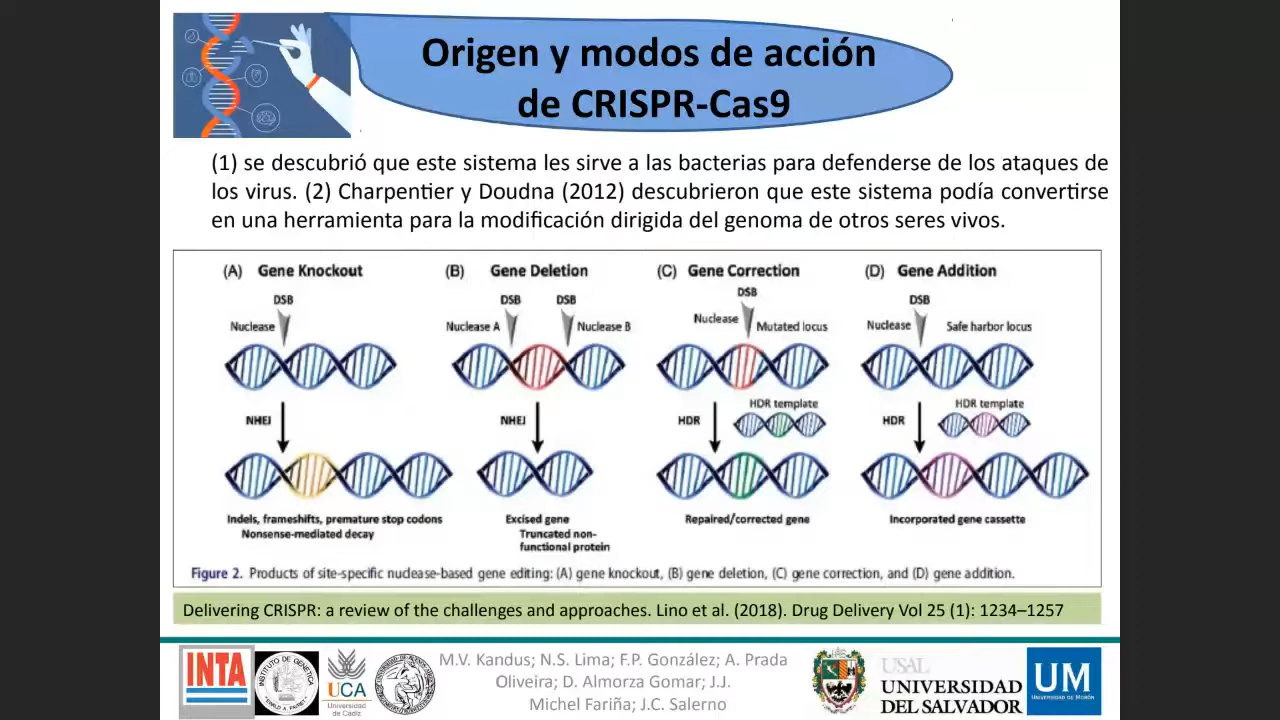 Origen y modos de acción
de CRISPR-Cas9
(1) se descubrió que este sistema les sirve a las bacterias para defenderse de los ataques de
los virus. (2) Charpentier y Doudna (2012) descubrieron que este sistema podía convertirse
en una herramienta para la modificación dirigida del genoma de otros seres vivos.
(A) Gene Knockout
DSB
Nuclease
NHEJ
Indels, frameshifts, premature stop codons
Nonsense-mediated decay
(B) Gene Deletion
DSB DSB
Nuclease A Nuclease B
NHEJ
Excised gene
Truncated non-
functional protein
(C) Gene Correction
DSB
Nuclease Mutated locus
HDR template
HDR
Repaired/corrected gene
(D) Gene Addition
DSB
Nuclease Safe harbor locus
HDR template
HDR
Incorporated gene cassette
Figure 2. Products of site-specific nuclease-based gene editing: (A) gene knockout, (B) gene deletion, (C) gene correction, and (D) gene addition.
Delivering CRISPR: a review of the challenges and approaches. Lino et al. (2018). Drug Delivery Vol 25 (1): 1234–1257
INTA
INSTITUTO DE GENETICA
UCA
Universidad
de Cádiz
M.V. Kandus; N.S. Lima; F.P. González; A. Prada
Oliveira; D. Almorza Gomar; J.J.
Michel Fariña; J.C. Salerno
USAL
UNIVERSIDAD
DEL SALVADOR
UM
UNIVERSIDAD DE MORÓN